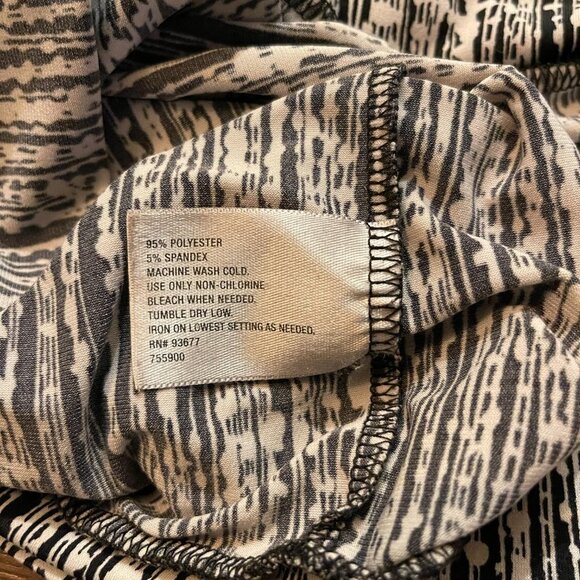 95% POLYESTER
5% SPANDEX
MACHINE WASH COLD.
USE ONLY NON-CHLORINE
BLEACH WHEN NEEDED.
TUMBLE DRY LOW.
IRON ON LOWEST SETTING AS NEEDED.
RN# 93677
755900